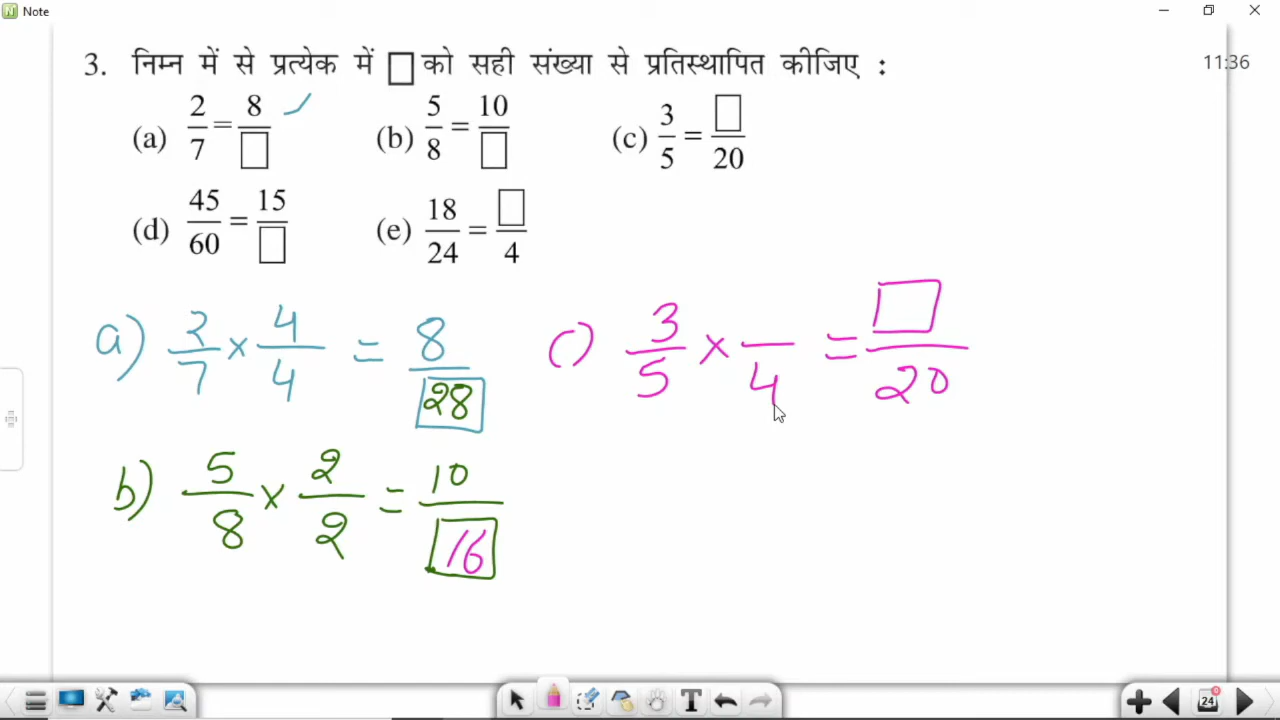 Note
11:36
3. निम्न में से प्रत्येक में □ को सही संख्या से प्रतिस्थापित कीजिए :
(a) 2/7 = 8/□ (b) 5/8 = 10/□ (c) 3/5 = □/20
(d) 45/60 = 15/□ (e) 18/24 = □/4
a) 2/7 × 4/4 = 8/28
c) 3/5 × /4 = □/20
b) 5/8 × 2/2 = 10/16
T
24
0